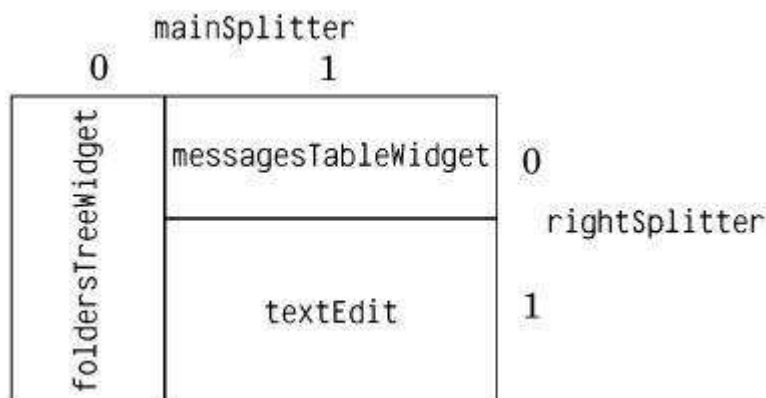 mainSplitter
0 1
foldersTreeWidget
messagesTableWidget 0
rightSplitter
textEdit 1